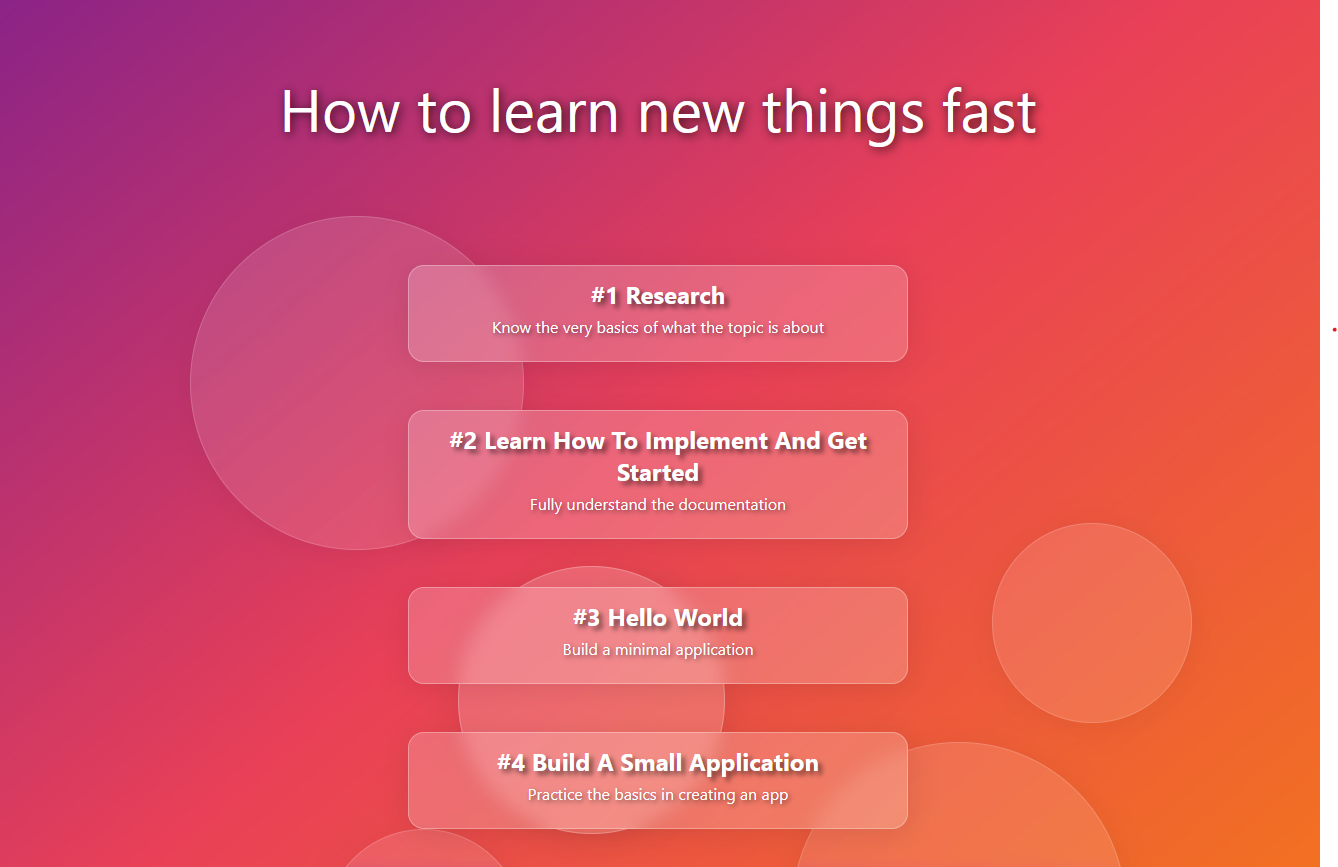 How to learn new things fast
#1 Research
Know the very basics of what the topic is about
#2 Learn How To Implement And Get
Started
Fully understand the documentation
#3 Hello World
Build a minimal application
#4 Build A Small Application
Practice the basics in creating an app